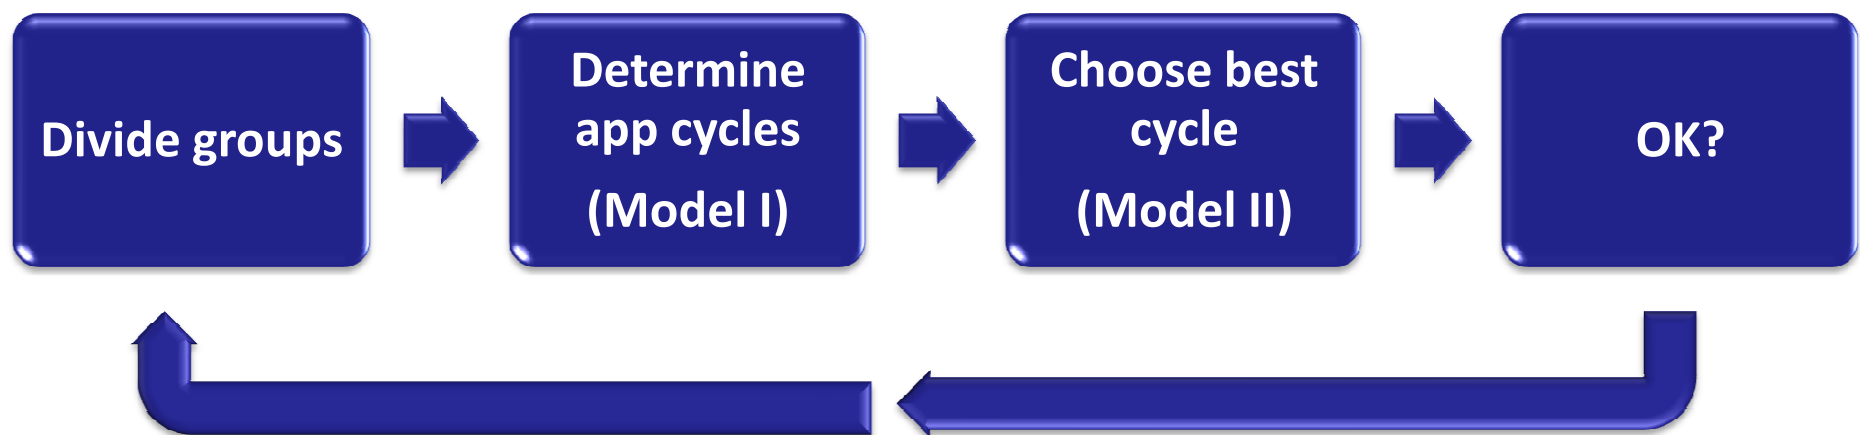 Divide groups
Determine
app cycles
(Model I)
Choose best
cycle
(Model II)
OK?